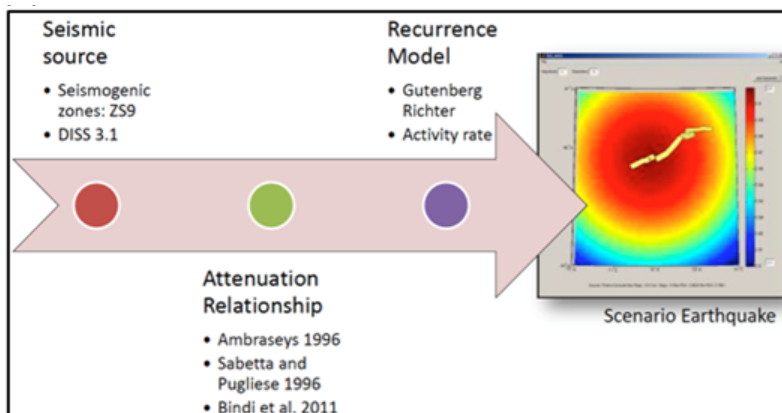 Seismic
source
• Seismogenic
zones: ZS9
• DISS 3.1
Recurrence
Model
• Gutenberg
Richter
• Activity rate
Attenuation
Relationship
• Ambraseys 1996
• Sabetta and
Pugliese 1996
• Bindi et al. 2011
Scenario Earthquake